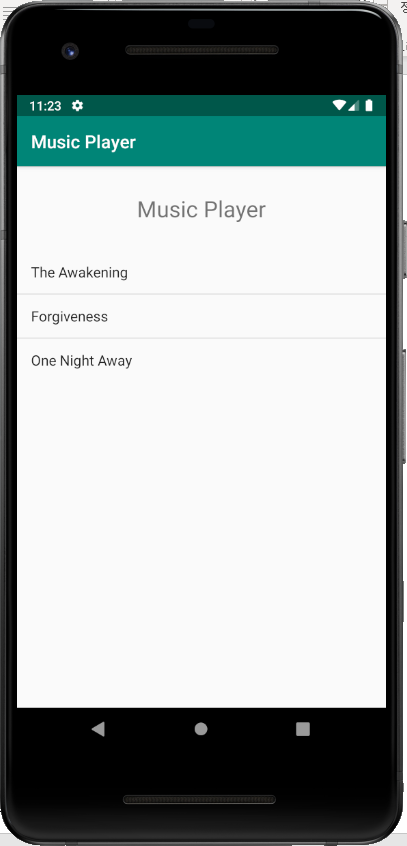 11:23
Music Player
Music Player
The Awakening
Forgiveness
One Night Away